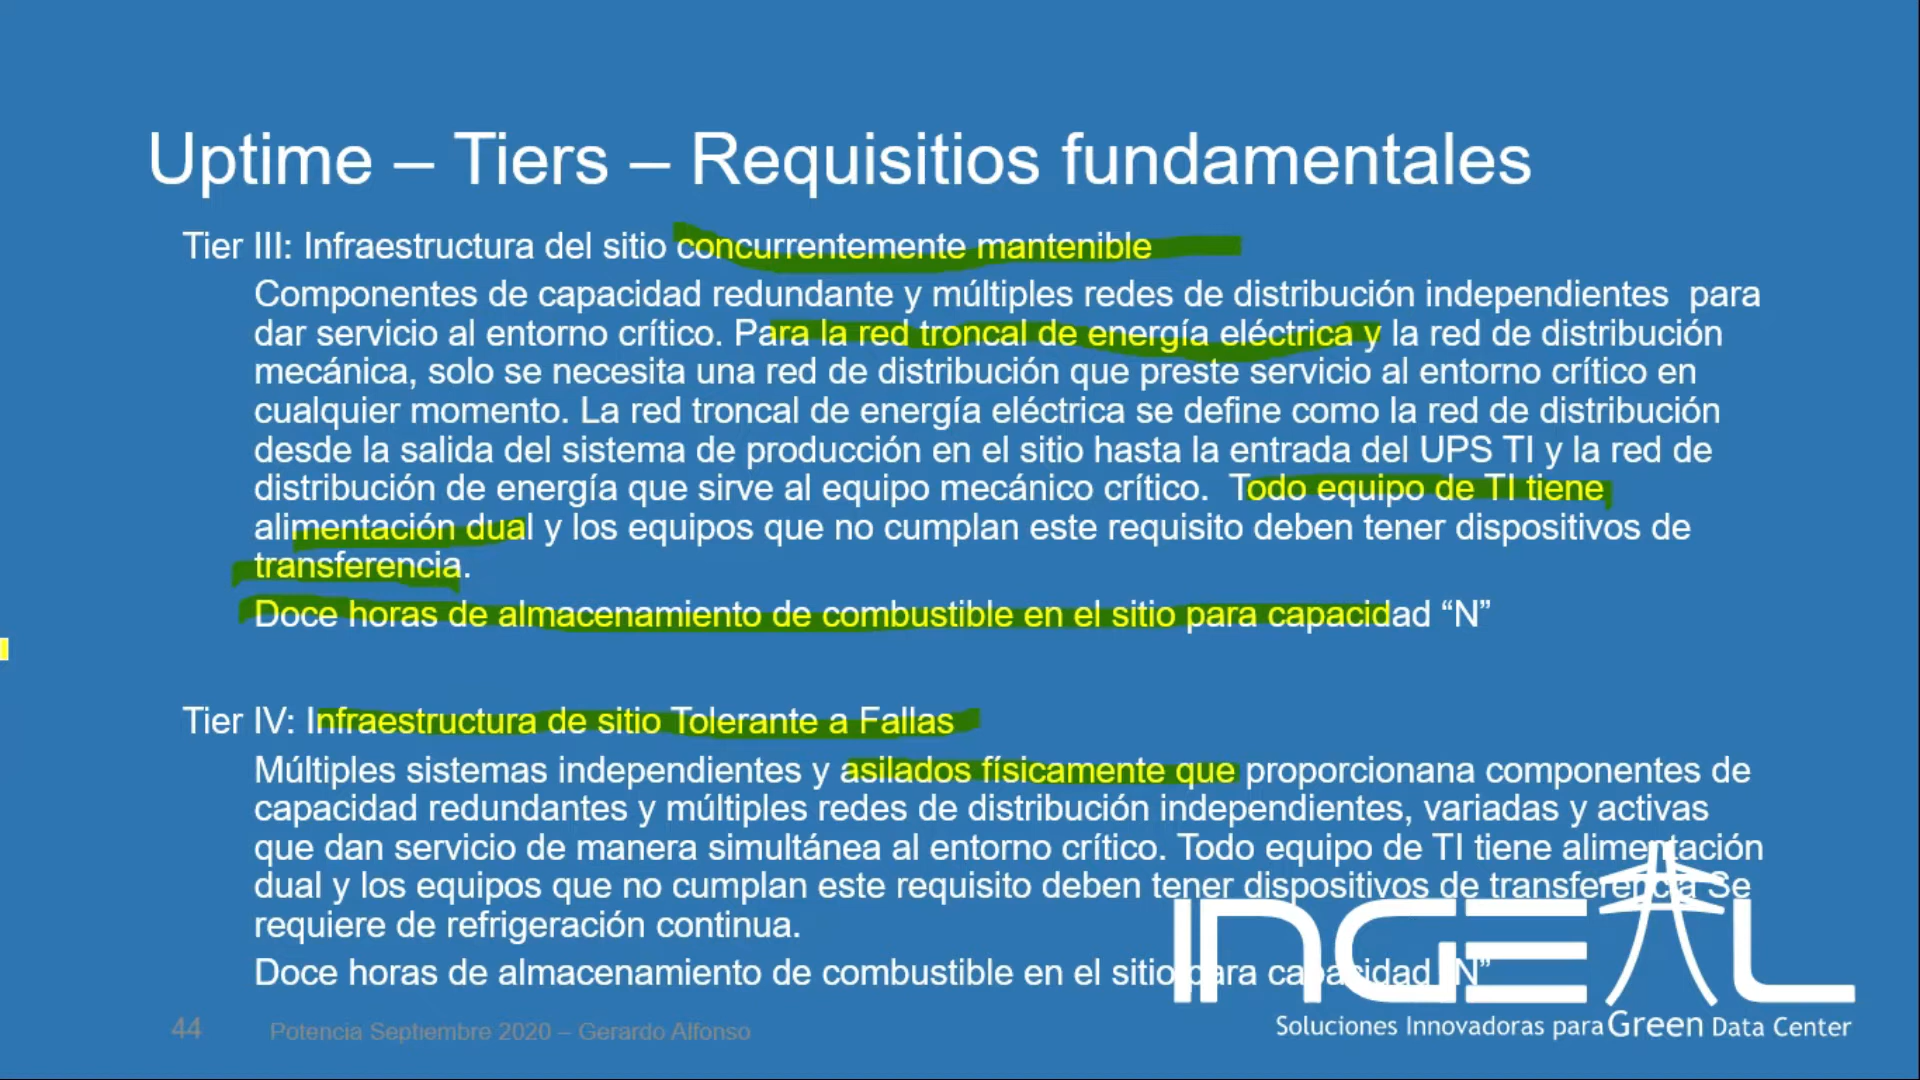 Uptime – Tiers – Requisitios fundamentales
Tier III: Infraestructura del sitio concurrentemente mantenible
Componentes de capacidad redundante y múltiples redes de distribución independientes  para
dar servicio al entorno crítico. Para la red troncal de energía eléctrica y la red de distribución
mecánica, solo se necesita una red de distribución que preste servicio al entorno crítico en
cualquier momento. La red troncal de energía eléctrica se define como la red de distribución
desde la salida del sistema de producción en el sitio hasta la entrada del UPS TI y la red de
distribución de energía que sirve al equipo mecánico crítico.  Todo equipo de TI tiene
alimentación dual y los equipos que no cumplan este requisito deben tener dispositivos de
transferencia.
Doce horas de almacenamiento de combustible en el sitio para capacidad “N”
Tier IV: Infraestructura de sitio Tolerante a Fallas
Múltiples sistemas independientes y asilados físicamente que proporcionana componentes de
capacidad redundantes y múltiples redes de distribución independientes, variadas y activas
que dan servicio de manera simultánea al entorno crítico. Todo equipo de TI tiene alimentación
dual y los equipos que no cumplan este requisito deben tener dispositivos de transferencia Se
requiere de refrigeración continua.
Doce horas de almacenamiento de combustible en el sitio para capacidad “N”
INGEAL
Soluciones Innovadoras para Green Data Center
44
Potencia Septiembre 2020 – Gerardo Alfonso